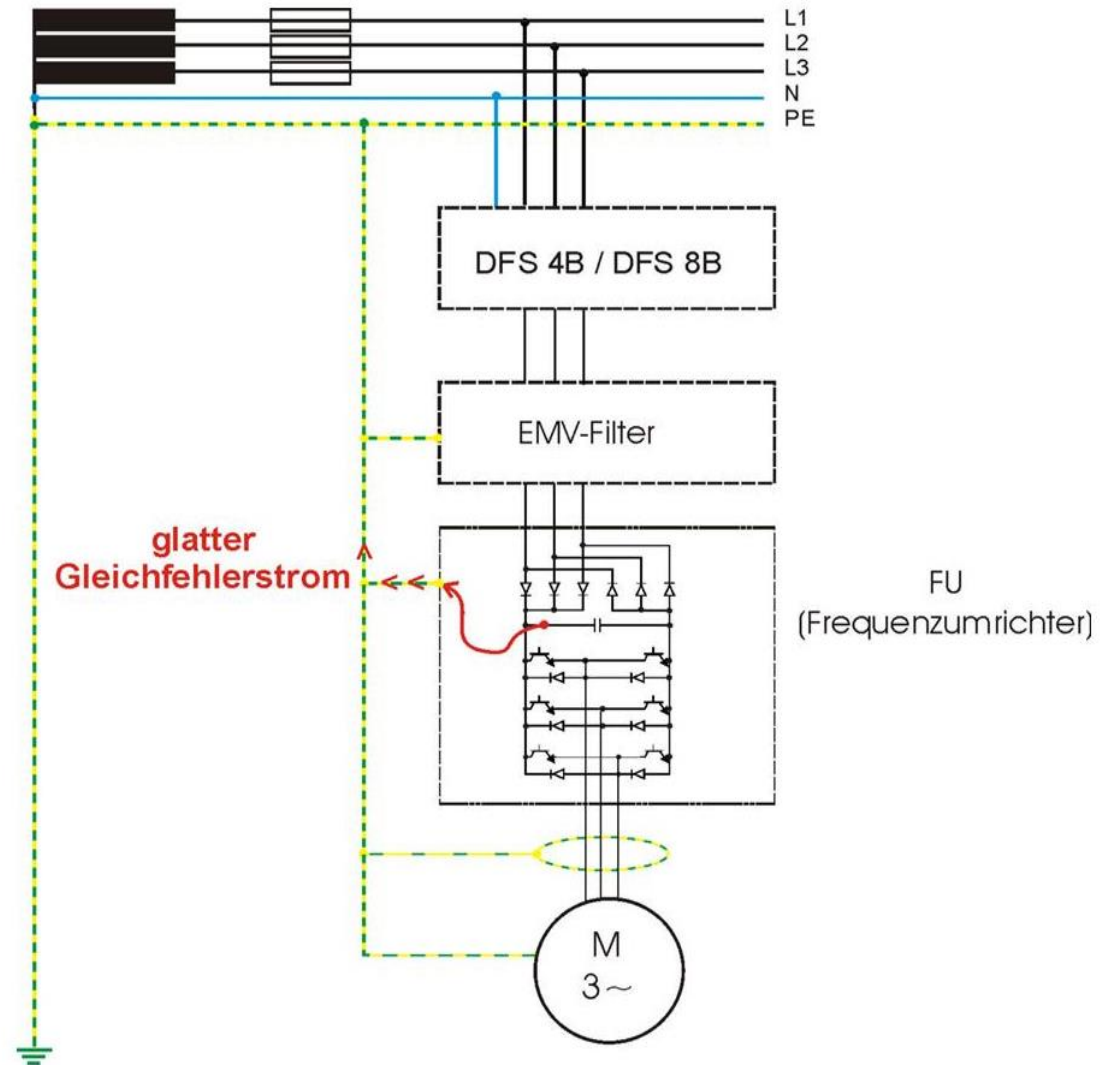 L1
L2
L3
N
PE
DFS 4B / DFS 8B
EMV-Filter
glatter
Gleichfehlerstrom
FU
(Frequenzumrichter)
M
3~